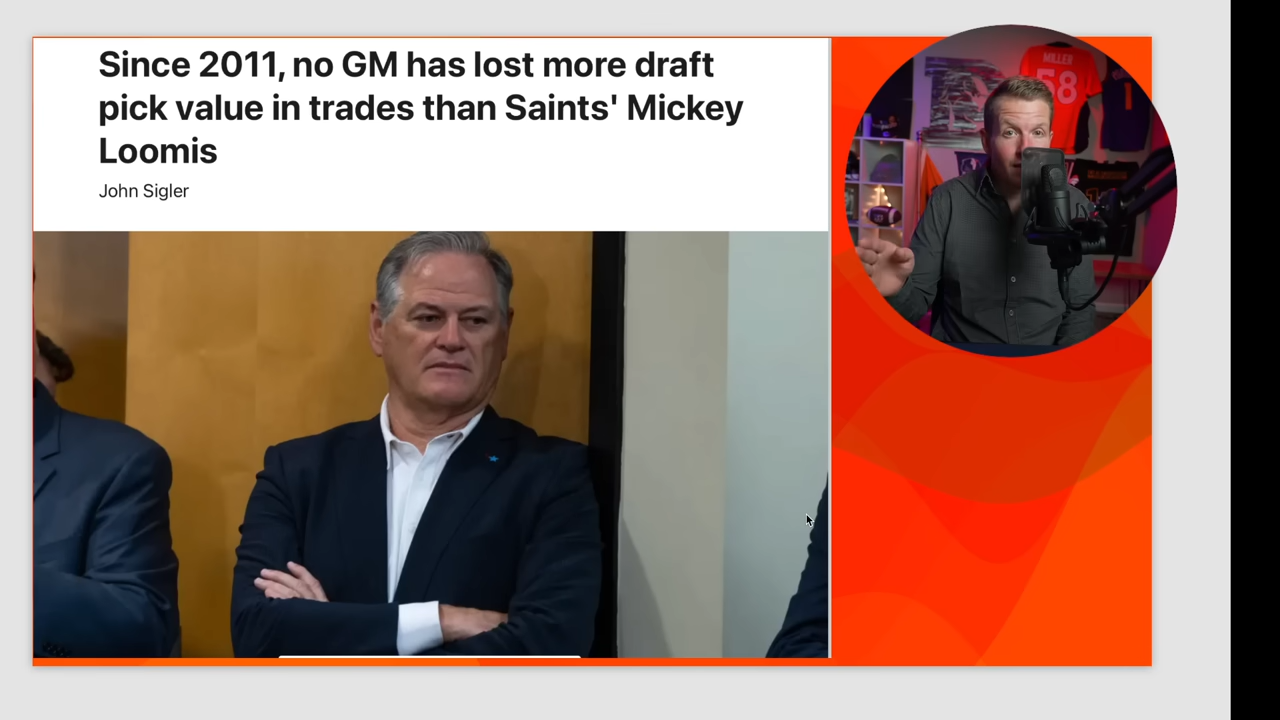 Since 2011, no GM has lost more draft
pick value in trades than Saints' Mickey
Loomis
John Sigler
MILLER
58
1